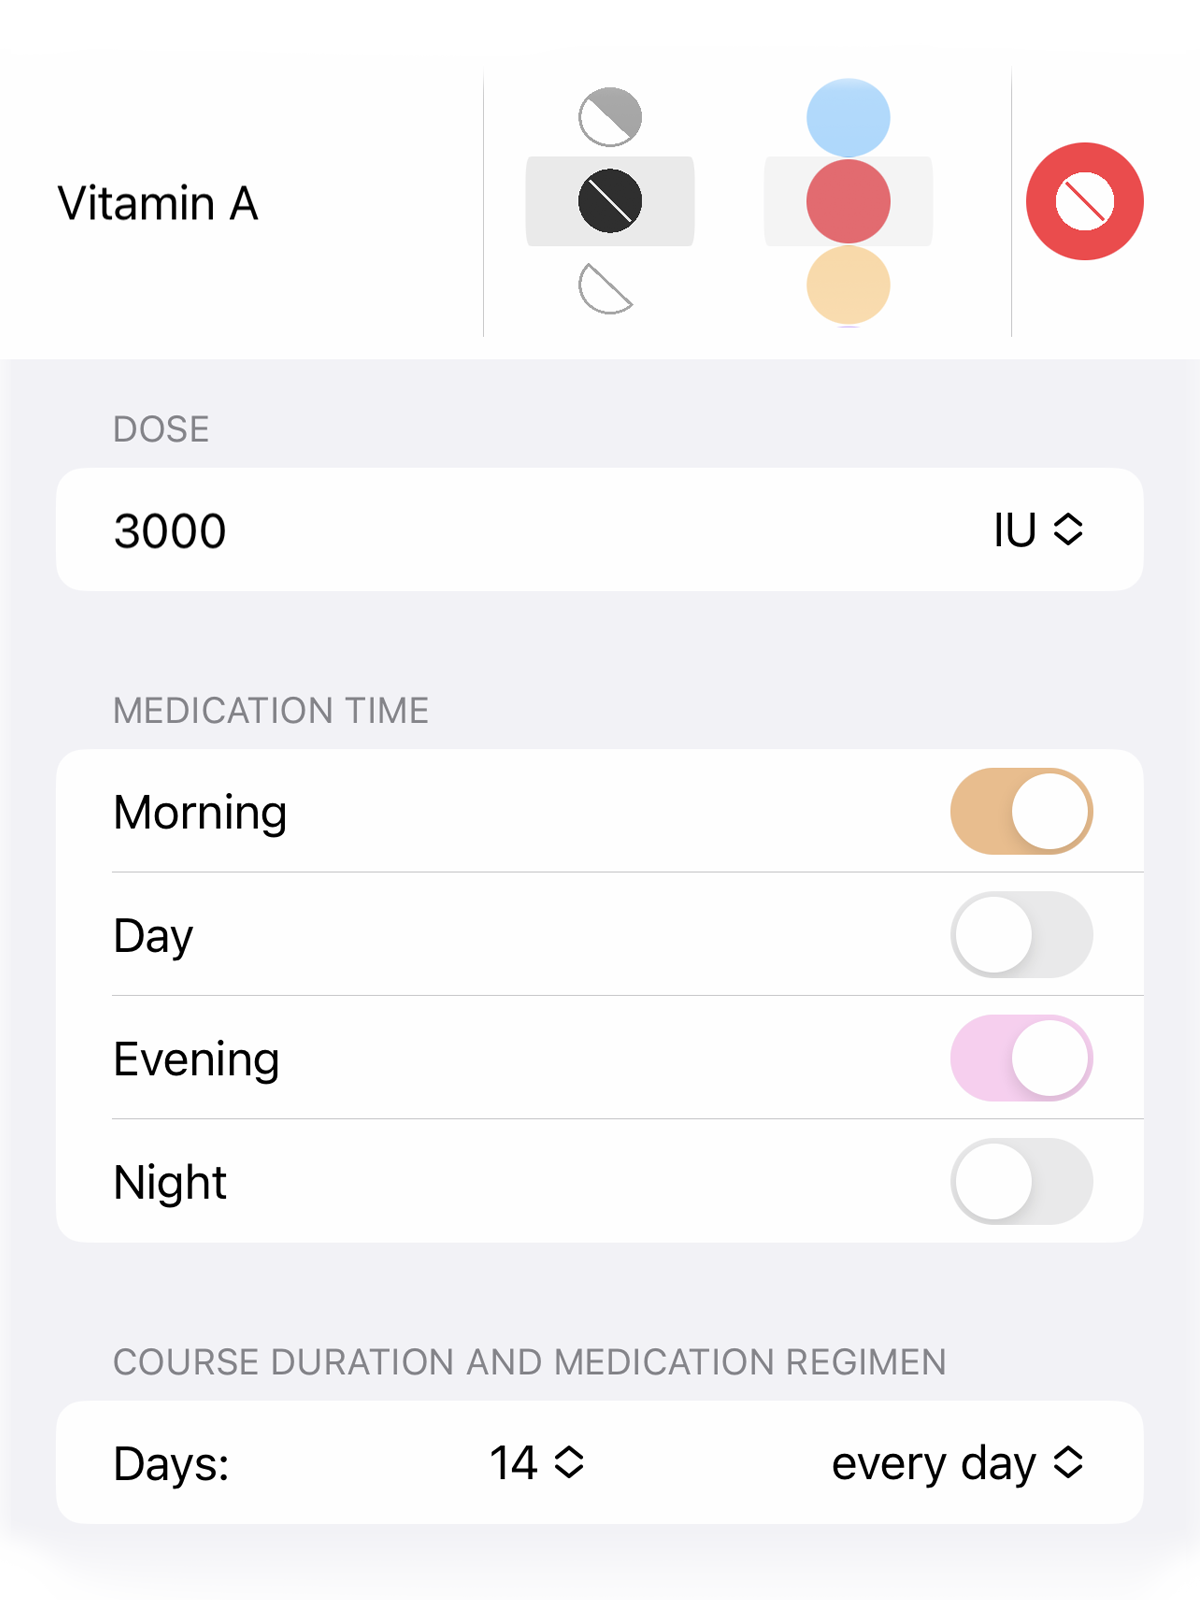 Vitamin A
DOSE
3000 IU
MEDICATION TIME
Morning
Day
Evening
Night
COURSE DURATION AND MEDICATION REGIMEN
Days: 14 every day